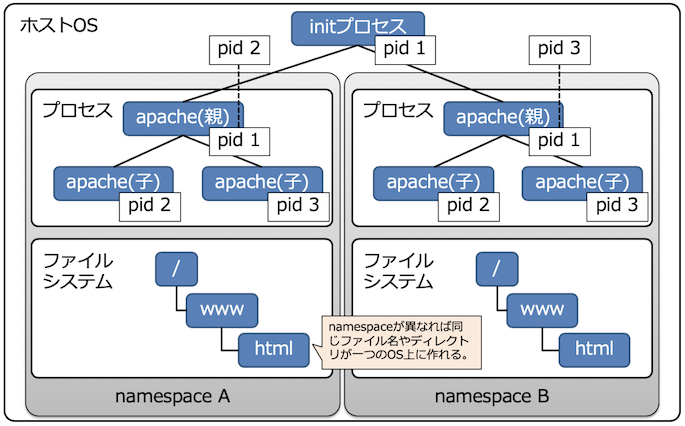 ホストOS
initプロセス
pid 2
pid 1
pid 3
プロセス
apache(親)
pid 1
apache(子)
pid 2
apache(子)
pid 3
プロセス
apache(親)
pid 1
apache(子)
pid 2
apache(子)
pid 3
ファイル
システム
/
www
html
namespaceが異なれば同
じファイル名やディレクト
リが一つのOS上に作れる。
ファイル
システム
/
www
html
namespace A
namespace B